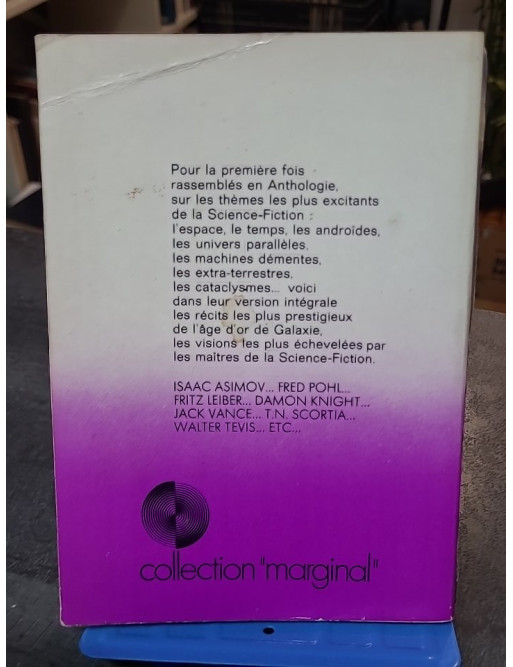 Pour la première fois
rassemblés en Anthologie,
sur les thèmes les plus excitants
de la Science-Fiction :
l'espace, le temps, les androïdes,
les univers parallèles,
les machines démentes,
les extra-terrestres,
les cataclysmes... voici
dans leur version intégrale
les récits les plus prestigieux
de l'âge d'or de Galaxie,
les visions les plus échevelées par
les maîtres de la Science-Fiction.
ISAAC ASIMOV... FRED POHL...
FRITZ LEIBER... DAMON KNIGHT...
JACK VANCE... T.N. SCORTIA...
WALTER TEVIS... ETC...
collection "marginal"